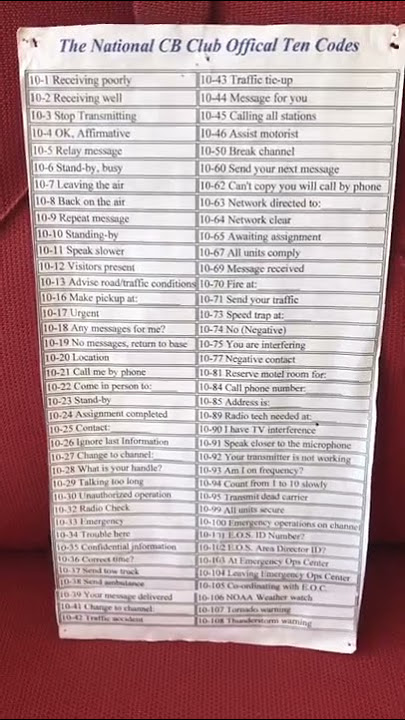 The National CB Club Offical Ten Codes
10-1 Receiving poorly
10-2 Receiving well
10-3 Stop Transmitting
10-4 OK, Affirmative
10-5 Relay message
10-6 Stand-by, busy
10-7 Leaving the air
10-8 Back on the air
10-9 Repeat message
10-10 Standing-by
10-11 Speak slower
10-12 Visitors present
10-13 Advise road/traffic conditions
10-16 Make pickup at:
10-17 Urgent
10-18 Any messages for me?
10-19 No messages, return to base
10-20 Location
10-21 Call me by phone
10-22 Come in person to:
10-23 Stand-by
10-24 Assignment completed
10-25 Contact:
10-26 Ignore last Information
10-27 Change to channel:
10-28 What is your handle?
10-29 Talking too long
10-30 Unauthorized operation
10-32 Radio Check
10-33 Emergency
10-34 Trouble here
10-35 Confidential information
10-36 Correct time?
10-37 Send tow truck
10-38 Send ambulance
10-39 Your message delivered
10-41 Change to channel:
10-42 Traffic accident
10-43 Traffic tie-up
10-44 Message for you
10-45 Calling all stations
10-46 Assist motorist
10-50 Break channel
10-60 Send your next message
10-62 Can't copy you will call by phone
10-63 Network directed to:
10-64 Network clear
10-65 Awaiting assignment
10-67 All units comply
10-69 Message received
10-70 Fire at:
10-71 Send your traffic
10-73 Speed trap at:
10-74 No (Negative)
10-75 You are interfering
10-77 Negative contact
10-81 Reserve motel room for:
10-84 Call phone number:
10-85 Address is:
10-89 Radio tech needed at:
10-90 I have TV interference
10-91 Speak closer to the microphone
10-92 Your transmitter is not working
10-93 Am I on frequency?
10-94 Count from 1 to 10 slowly
10-95 Transmit dead carrier
10-99 All units secure
10-100 Emergency operations on channel
10-101 E.O.S. ID Number?
10-102 E.O.S. Area Director ID?
10-103 At Emergency Ops Center
10-104 Leaving Emergency Ops Center
10-105 Co-ordinating with E.O.C.
10-106 NOAA Weather watch
10-107 Tornado warning
10-108 Thunderstorm warning